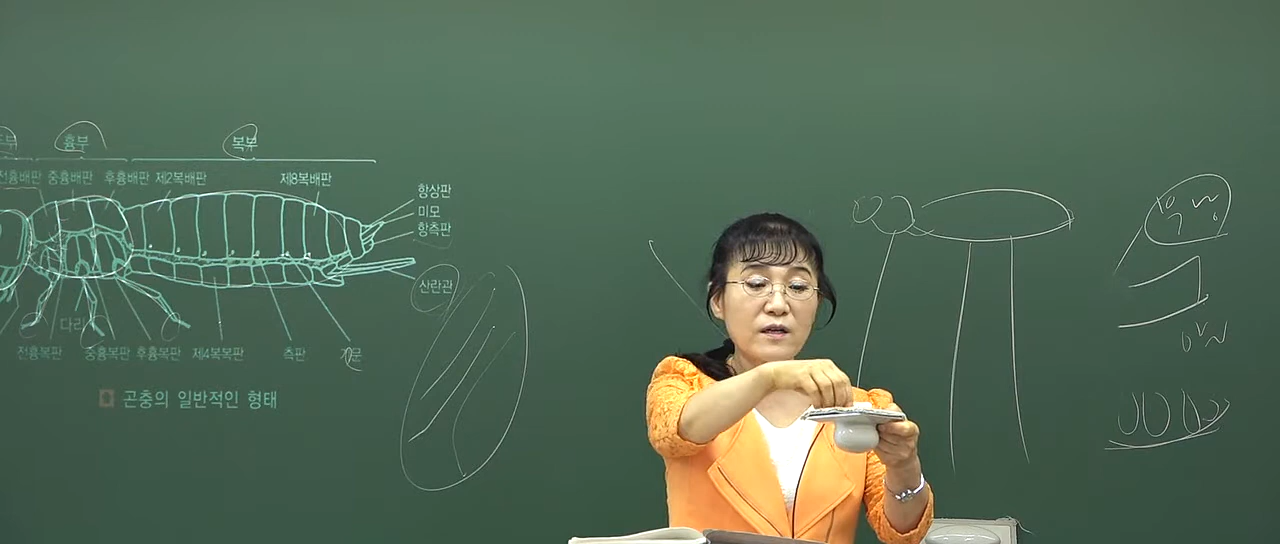 흉부
복부
전흉배판 중흉배판 후흉배판 제2복배판 제8복배판
항상판
미모
항측판
산란관
다리
전흉복판 중흉복판 후흉복판 제4복복판 측판 기문
곤충의 일반적인 형태